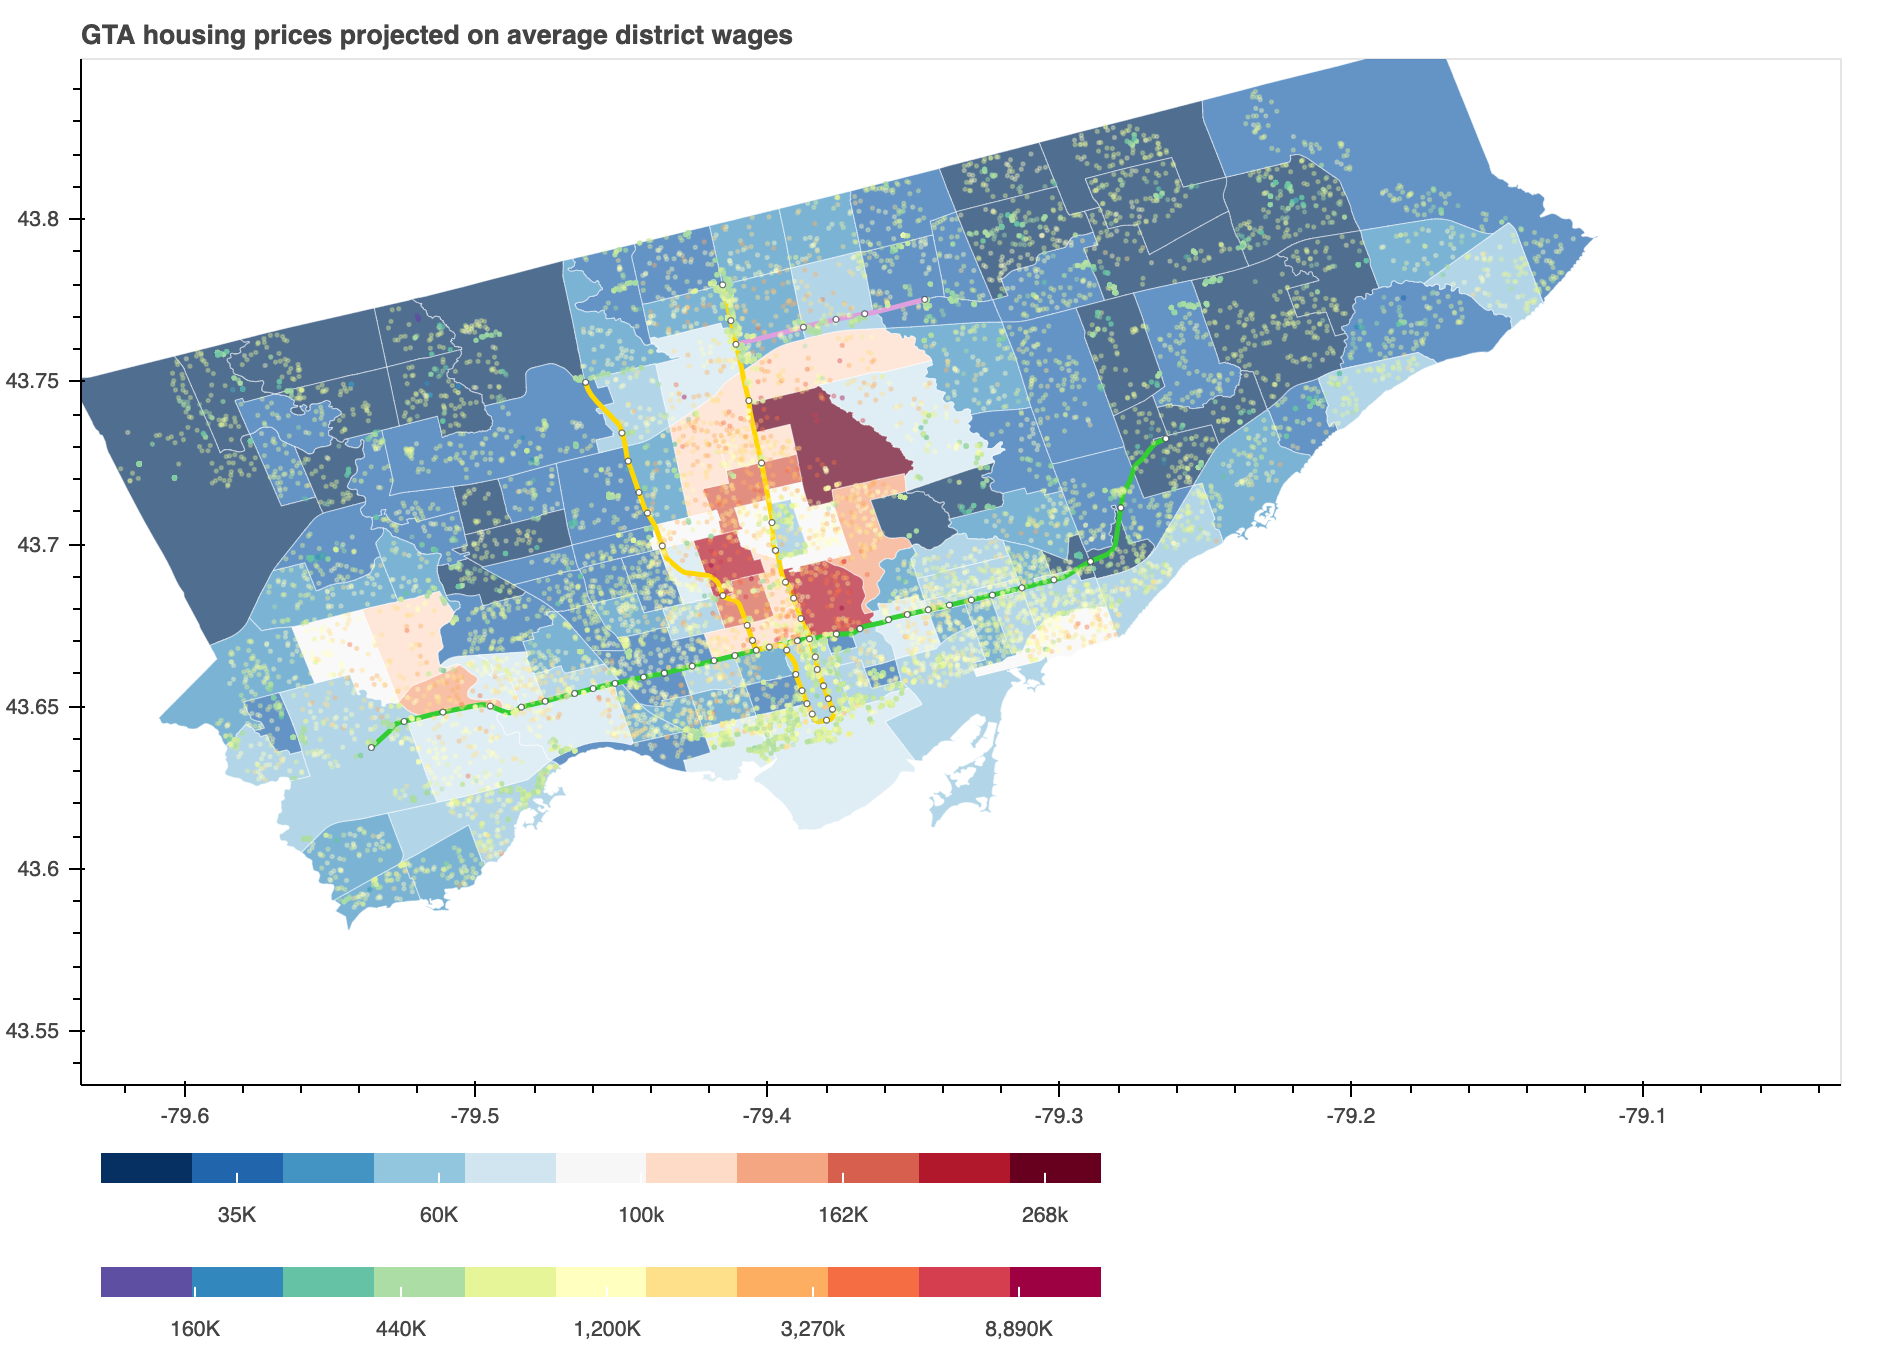 GTA housing prices projected on average district wages
43.8
43.75
43.7
43.65
43.6
43.55
-79.6 -79.5 -79.4 -79.3 -79.2 -79.1
35K 60K 100k 162K 268k
160K 440K 1,200K 3,270k 8,890K